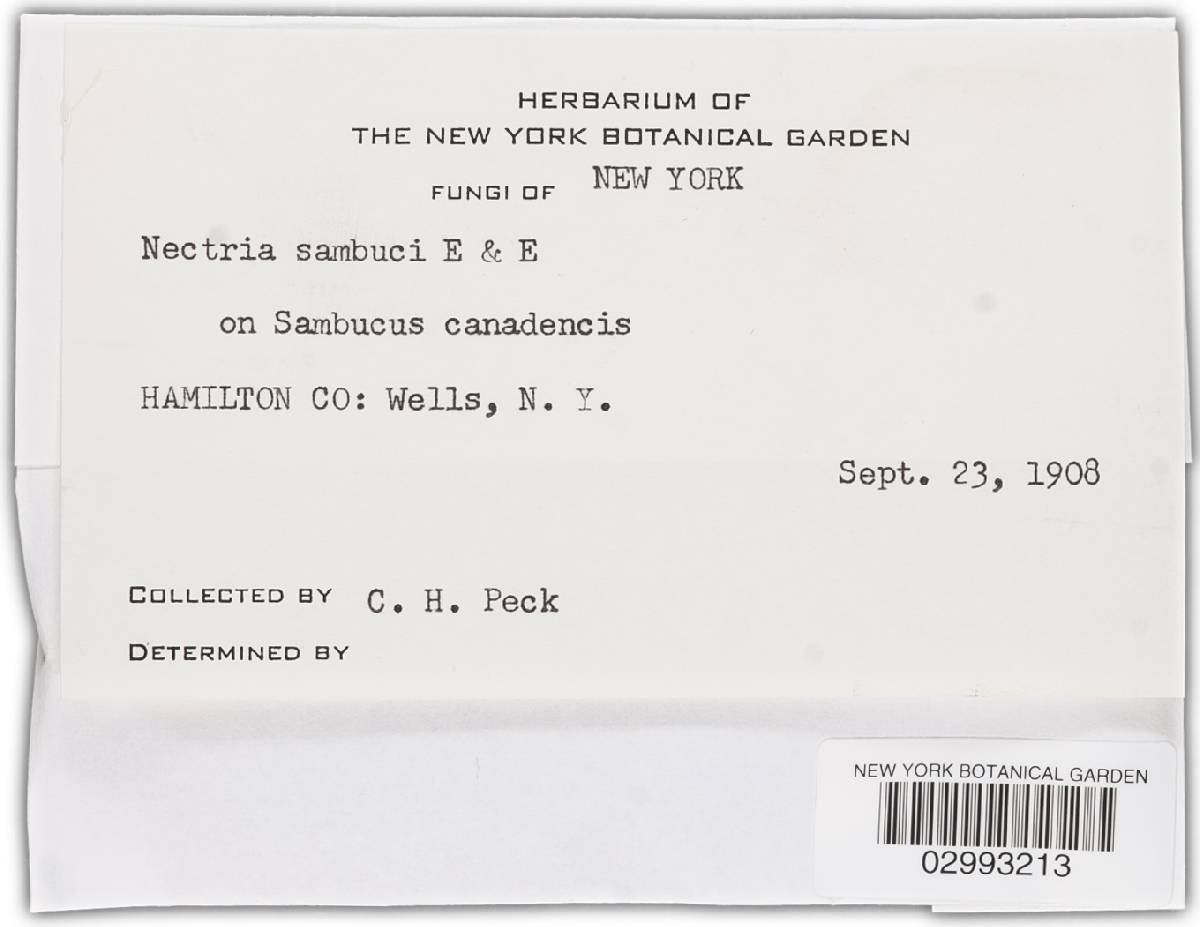 HERBARIUM OF
THE NEW YORK BOTANICAL GARDEN
FUNGI OF NEW YORK
Nectria sambuci E & E
on Sambucus canadencis
HAMILTON CO: Wells, N. Y.
Sept. 23, 1908
COLLECTED BY C. H. Peck
DETERMINED BY
NEW YORK BOTANICAL GARDEN
02993213